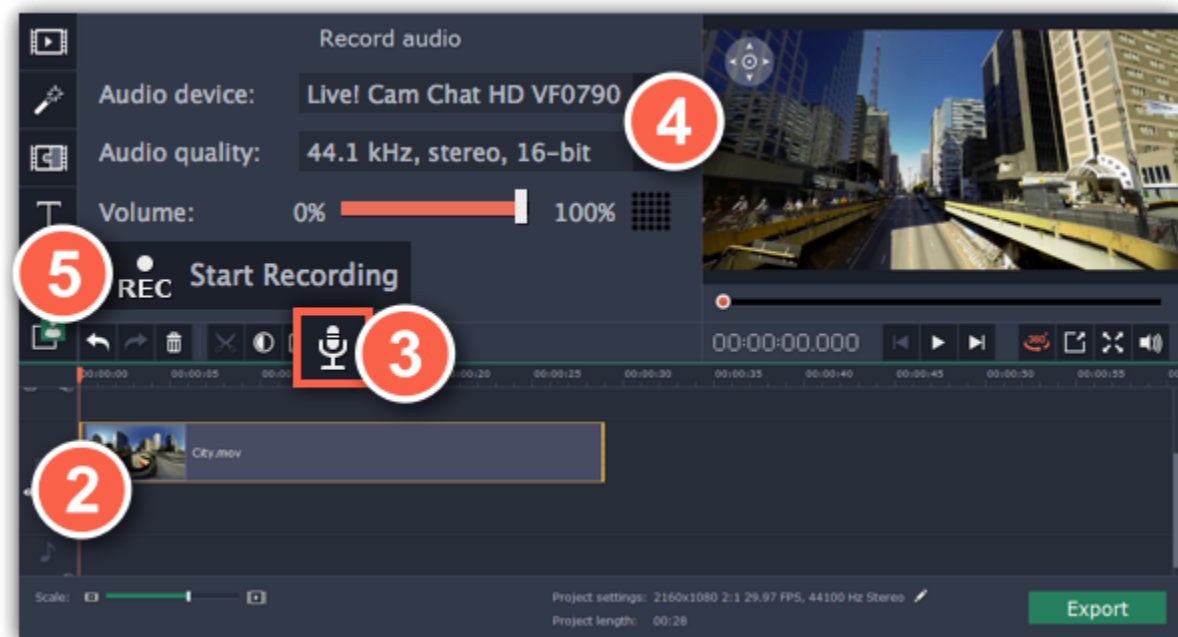 Record audio
Audio device: Live! Cam Chat HD VF0790
4
Audio quality: 44.1 kHz, stereo, 16-bit
T
Volume: 0% 100%
5
REC Start Recording
3
00:00:00.000
360°
00:00:00 00:00:05 00:00:20 00:00:25 00:00:30 00:00:35 00:00:40 00:00:45 00:00:50 00:00:55
City.mov
2
Scale:
Project settings: 2160x1080 2:1 29.97 FPS, 44100 Hz Stereo
Project length: 00:28
Export